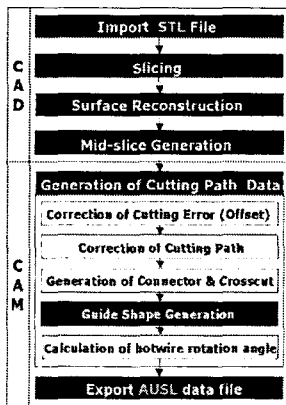 CAD
Import STL File
Slicing
Surface Reconstruction
Mid-slice Generation
CAM
Generation of Cutting Path Data
Correction of Cutting Error (Offset)
Correction of Cutting Path
Generation of Connector & Crosscut
Guide Shape Generation
Calculation of hotwire rotation angle
Export AUSL data file